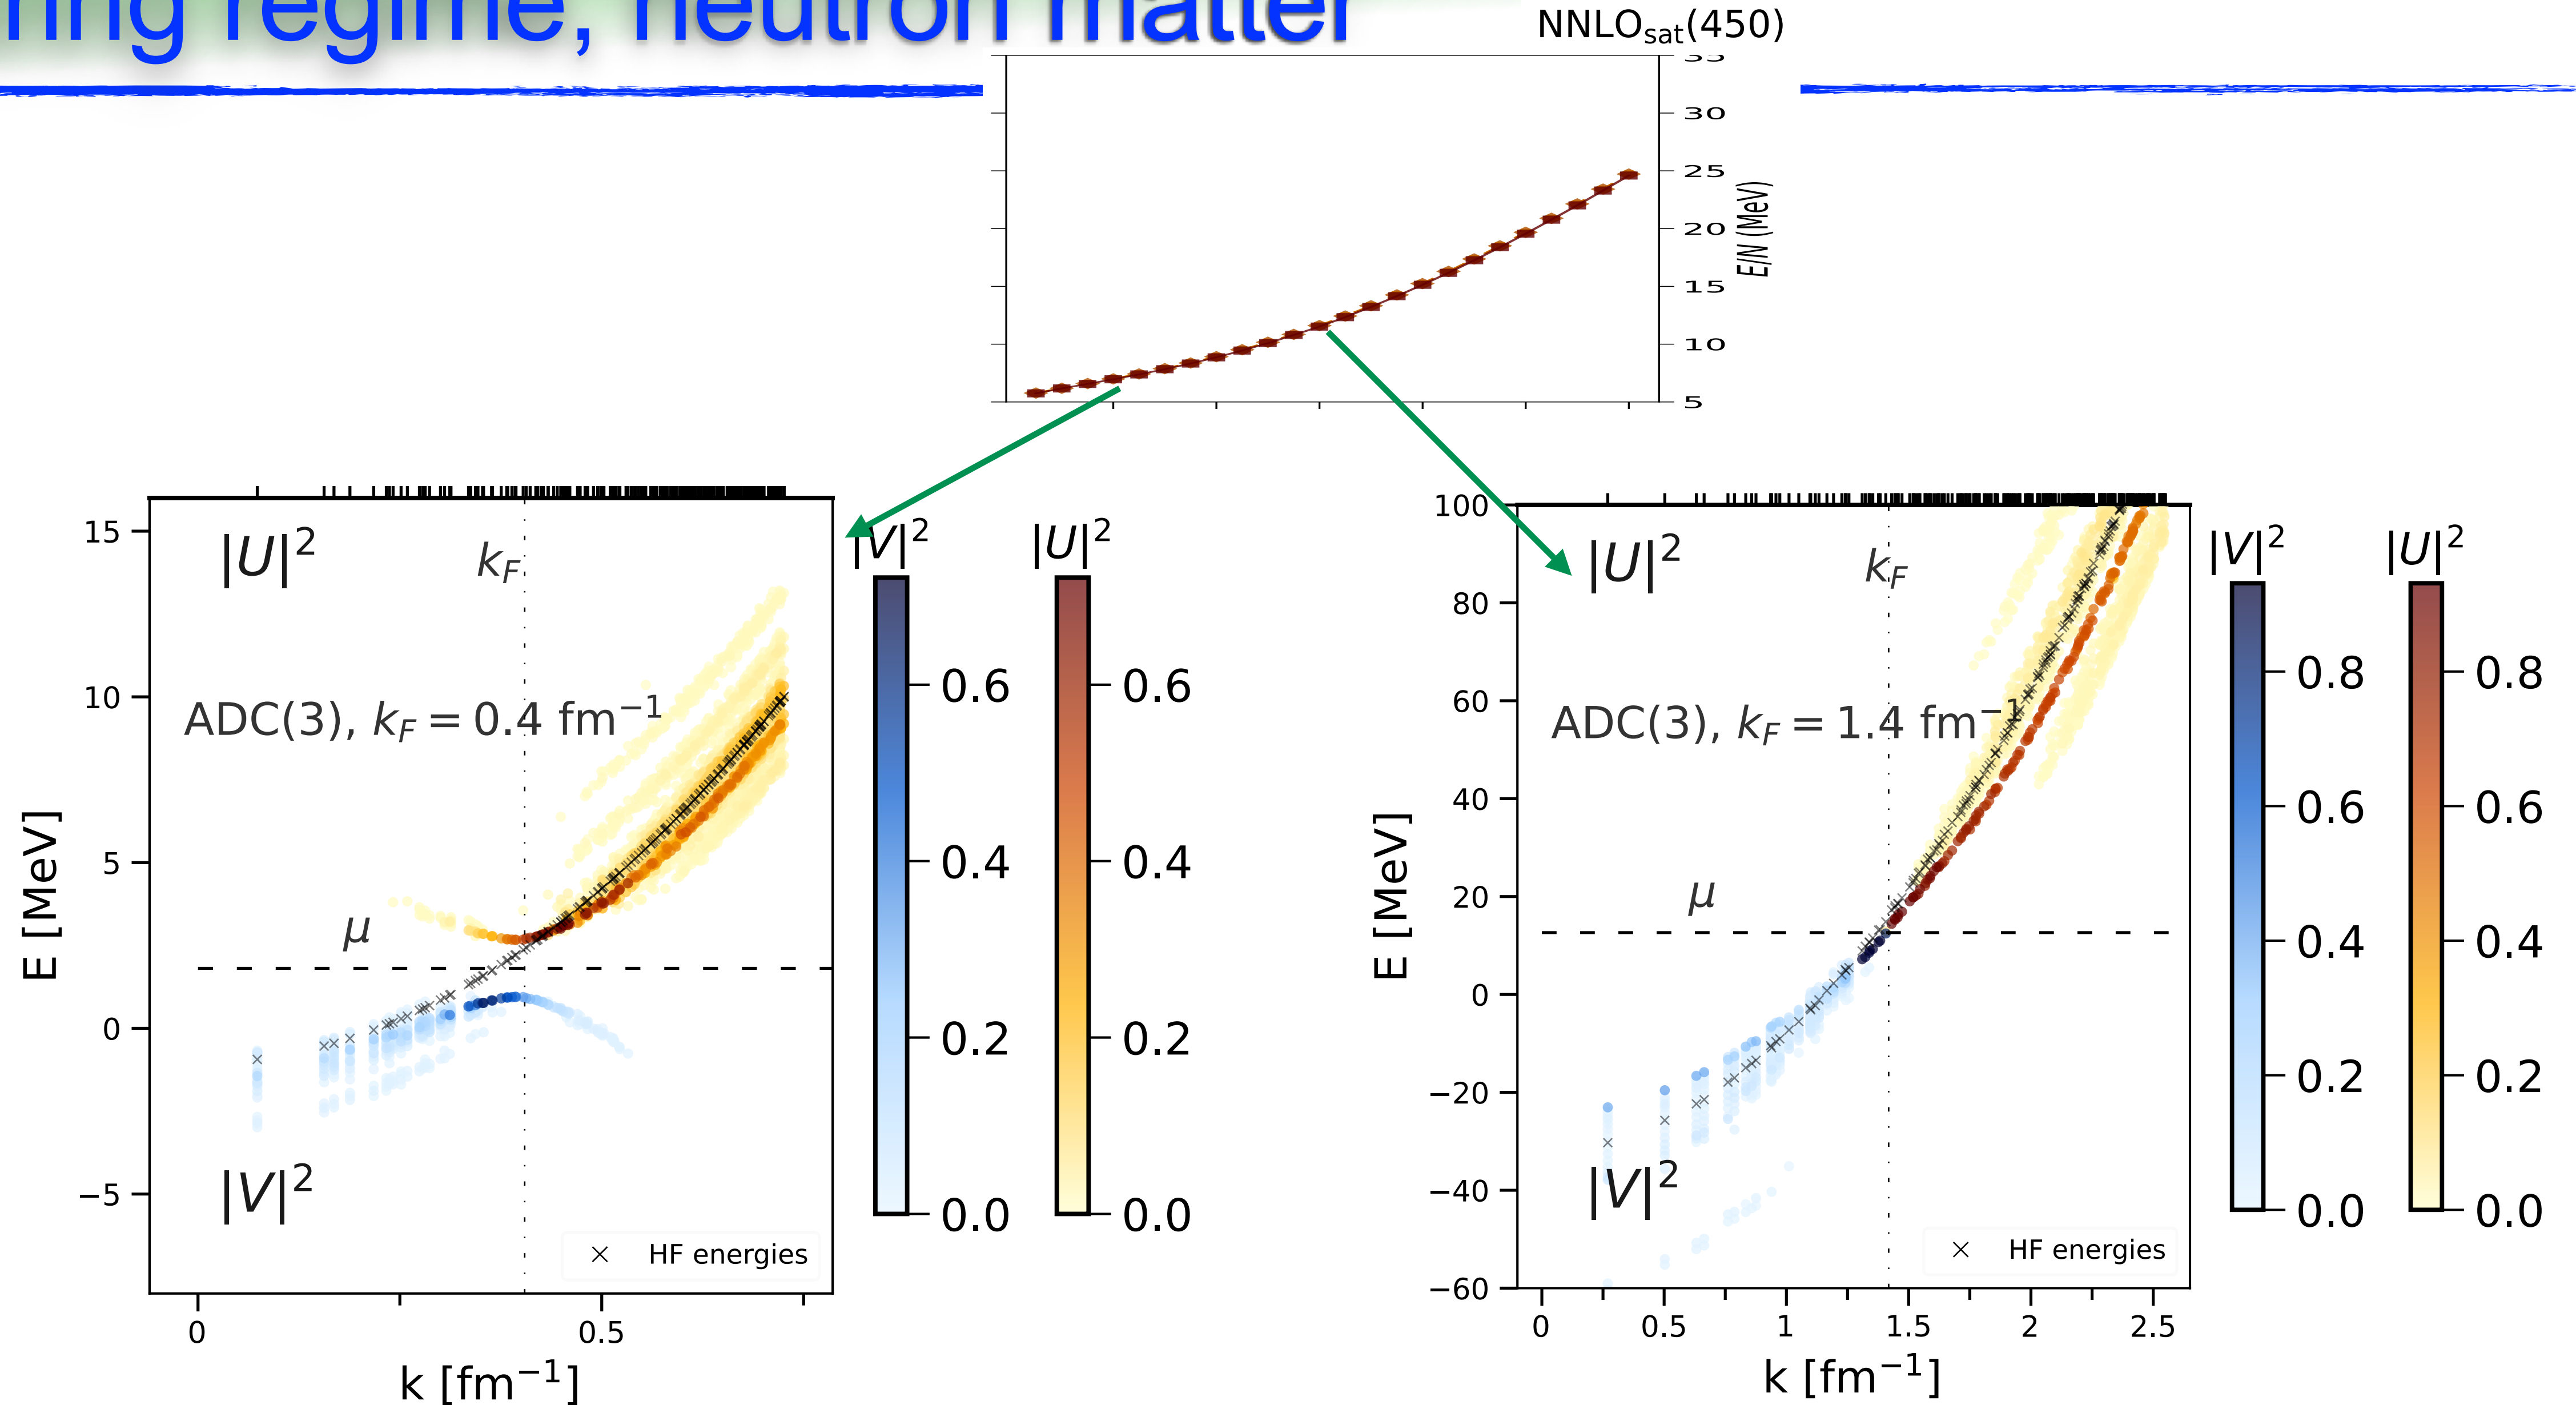 regime, neutron matter
NNLOsat(450)
35
30
25
20
15
10
5
E/N (MeV)
|U|²
k_F
ADC(3), k_F = 0.4 fm⁻¹
μ
|V|²
× HF energies
15
10
5
0
−5
E [MeV]
0
0.5
k [fm⁻¹]
|V|²
0.6
0.4
0.2
0.0
|U|²
0.6
0.4
0.2
0.0
100
80
60
40
20
0
−20
−40
−60
E [MeV]
|U|²
k_F
ADC(3), k_F = 1.4 fm⁻¹
μ
|V|²
× HF energies
0
0.5
1
1.5
2
2.5
k [fm⁻¹]
|V|²
0.8
0.6
0.4
0.2
0.0
|U|²
0.8
0.6
0.4
0.2
0.0